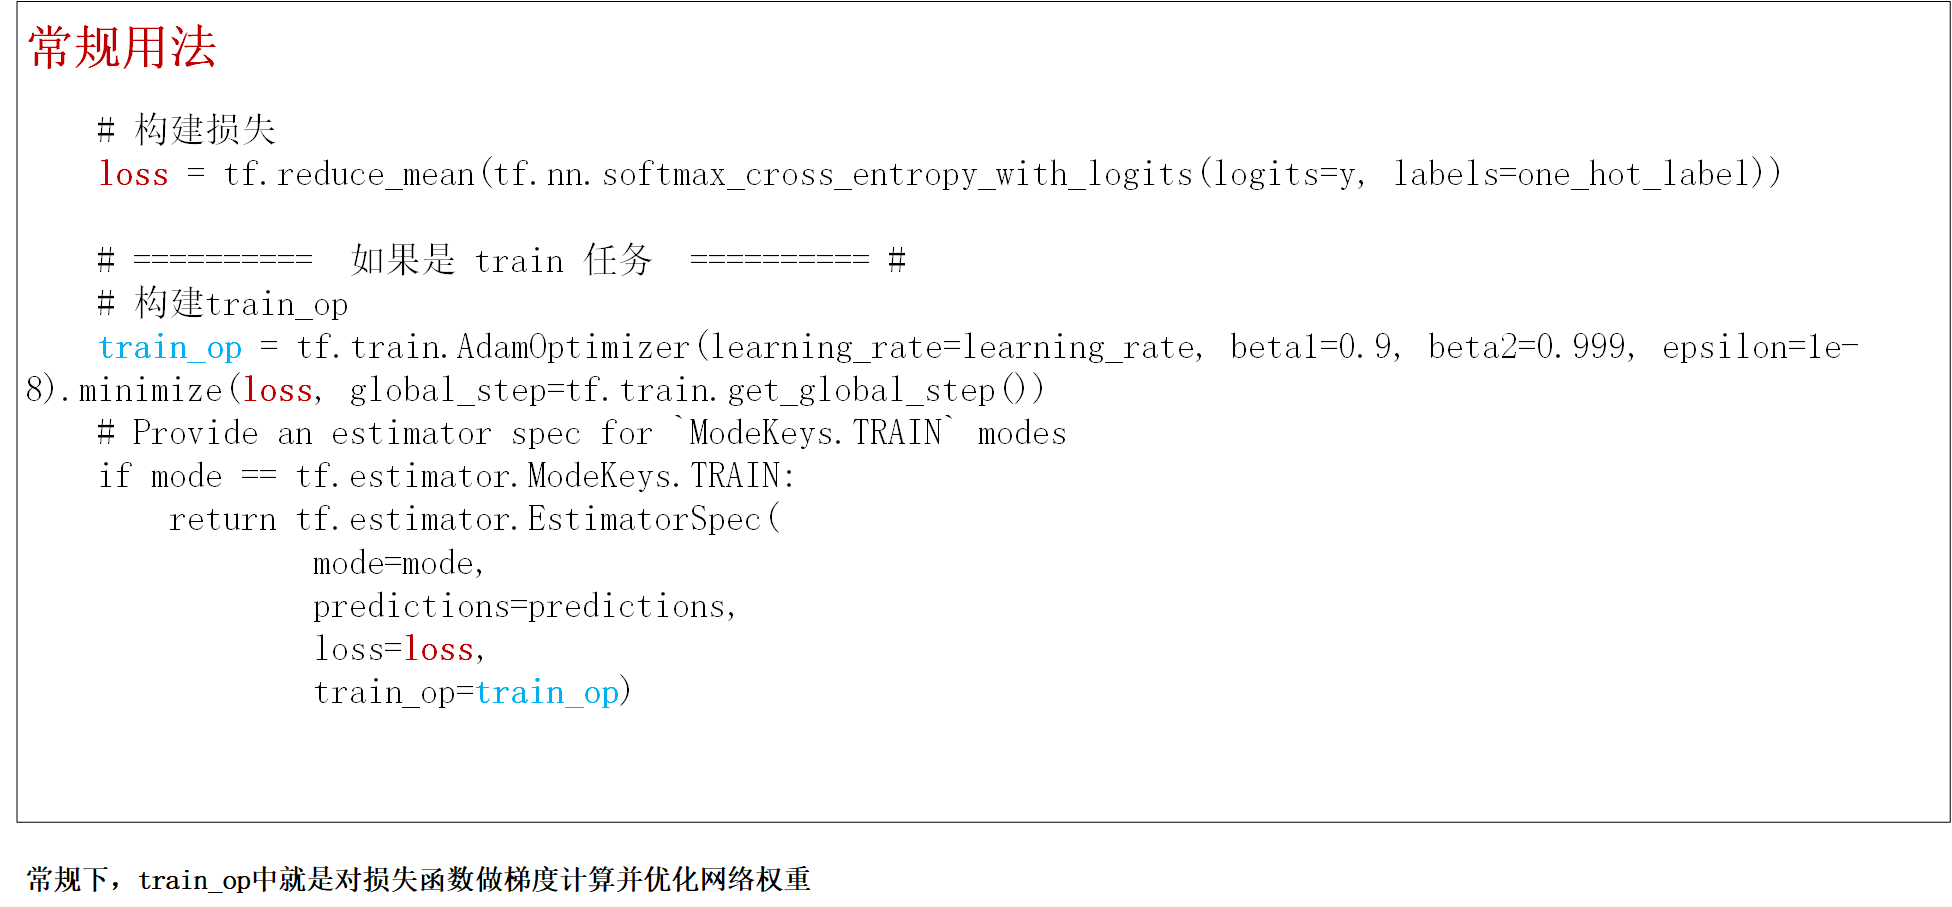 常规用法
# 构建损失
loss = tf.reduce_mean(tf.nn.softmax_cross_entropy_with_logits(logits=y, labels=one_hot_label))
# ========== 如果是 train 任务 ========== #
# 构建train_op
train_op = tf.train.AdamOptimizer(learning_rate=learning_rate, beta1=0.9, beta2=0.999, epsilon=1e-
8).minimize(loss, global_step=tf.train.get_global_step())
# Provide an estimator spec for `ModeKeys.TRAIN` modes
if mode == tf.estimator.ModeKeys.TRAIN:
return tf.estimator.EstimatorSpec(
mode=mode,
predictions=predictions,
loss=loss,
train_op=train_op)
常规下，train_op中就是对损失函数做梯度计算并优化网络权重